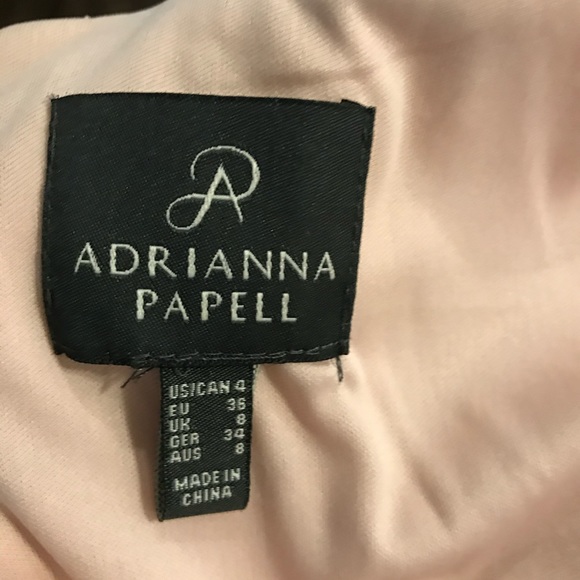 AP
ADRIANNA
PAPELL
US/CAN 4
EU 36
UK 8
GER 34
AUS 8
MADE IN
CHINA